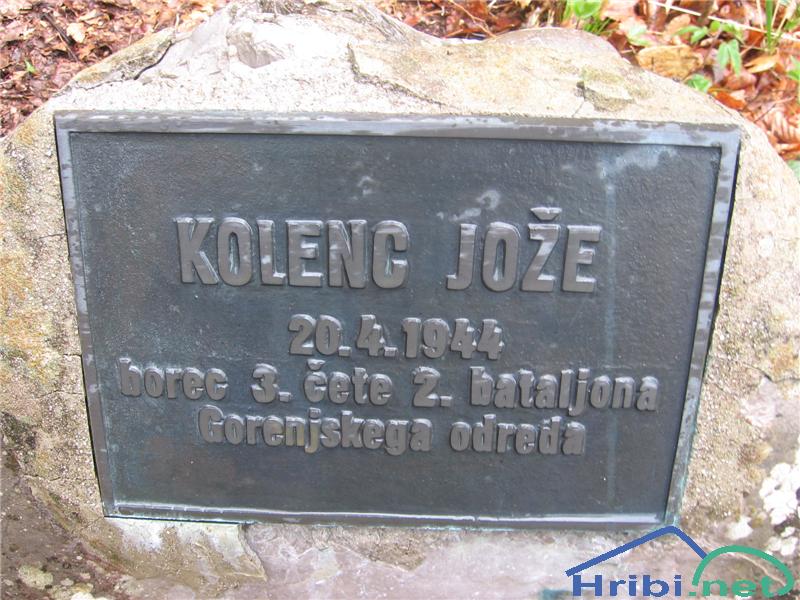 KOLENC JOŽE
20.4.1944
borec 3. čete 2. bataljona
Gorenjskega odreda
Hribi.net